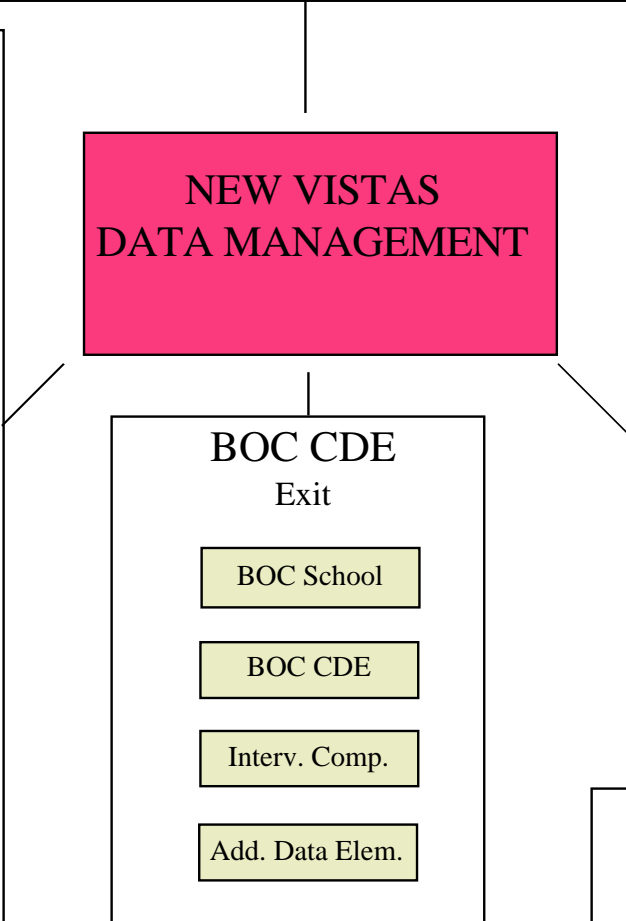 NEW VISTAS
DATA MANAGEMENT
BOC CDE
Exit
BOC School
BOC CDE
Interv. Comp.
Add. Data Elem.